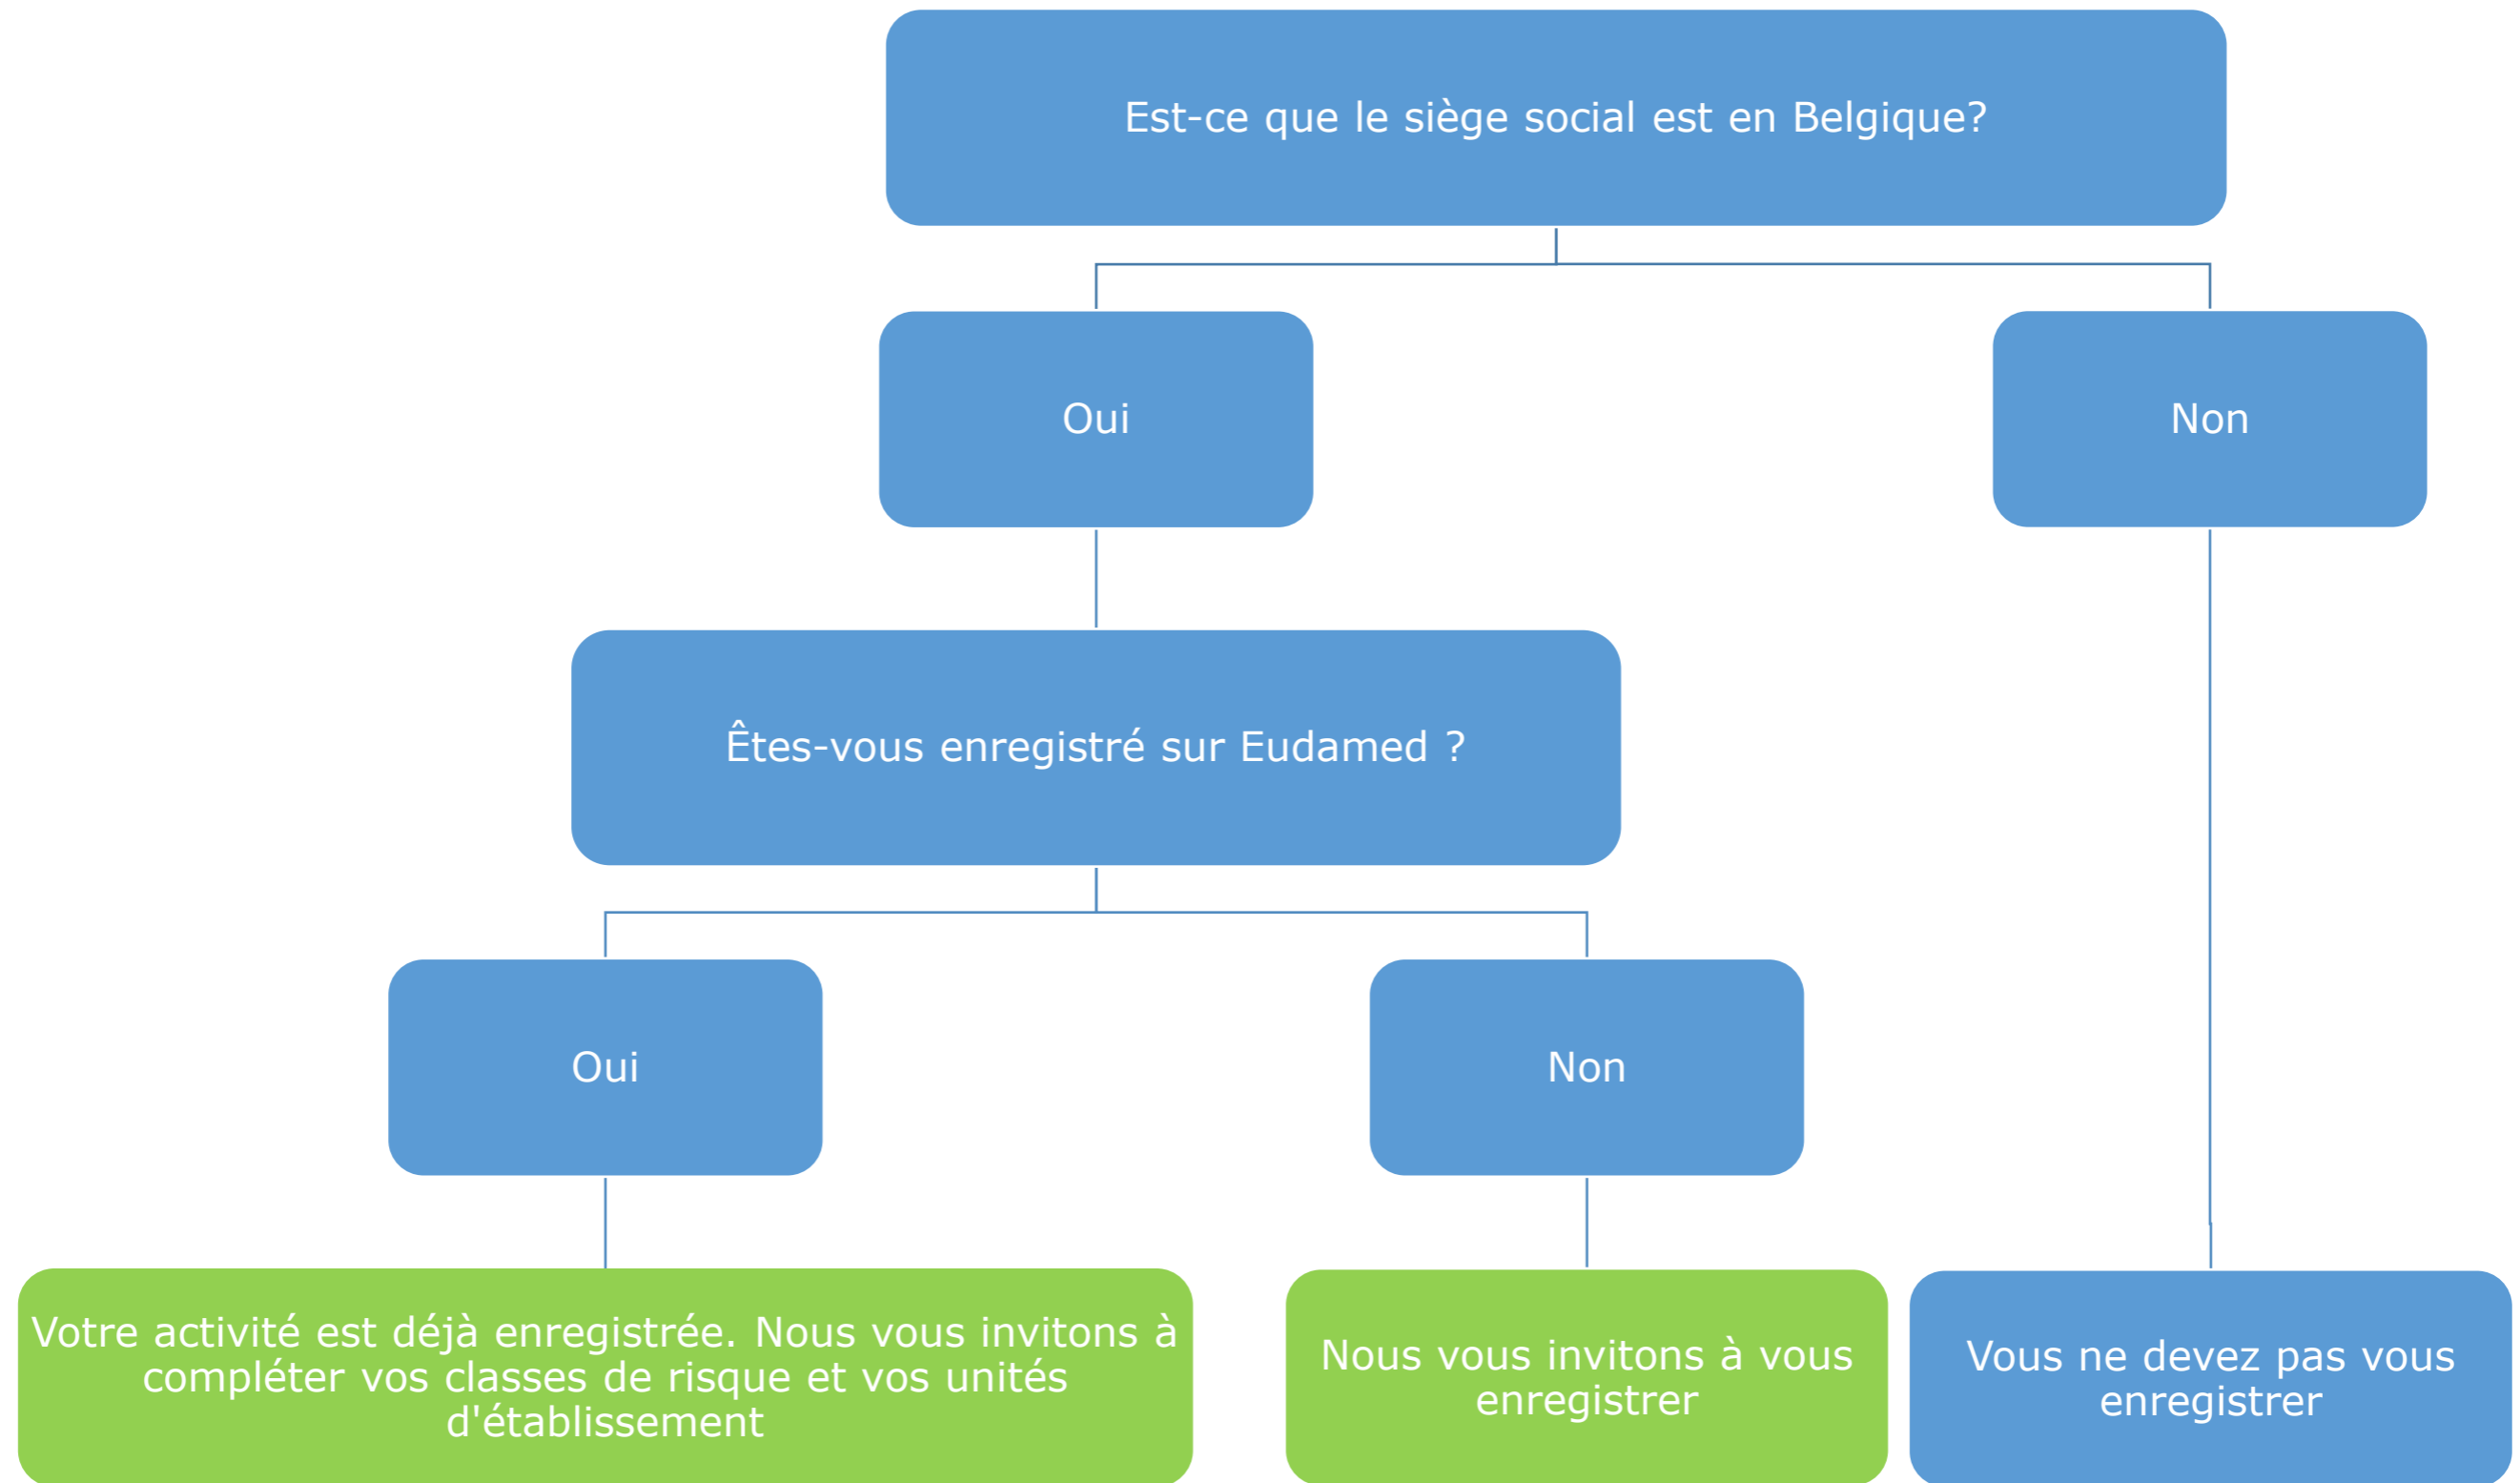 Est-ce que le siège social est en Belgique?
Oui
Non
Êtes-vous enregistré sur Eudamed ?
Oui
Non
Votre activité est déjà enregistrée. Nous vous invitons à
compléter vos classes de risque et vos unités
d'établissement
Nous vous invitons à vous
enregistrer
Vous ne devez pas vous
enregistrer